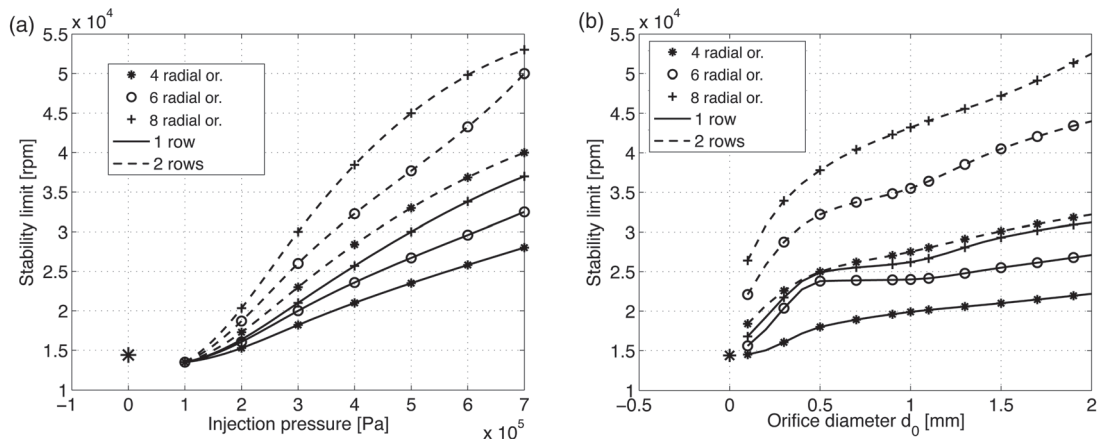 (a)
x 10^4
5.5
5
4.5
4
3.5
3
2.5
2
1.5
1
Stability limit [rpm]
4 radial or.
6 radial or.
8 radial or.
1 row
2 rows
−1 0 1 2 3 4 5 6 7
Injection pressure [Pa]
x 10^5
(b)
x 10^4
5.5
5
4.5
4
3.5
3
2.5
2
1.5
1
Stability limit [rpm]
4 radial or.
6 radial or.
8 radial or.
1 row
2 rows
−0.5 0 0.5 1 1.5 2
Orifice diameter d_0 [mm]